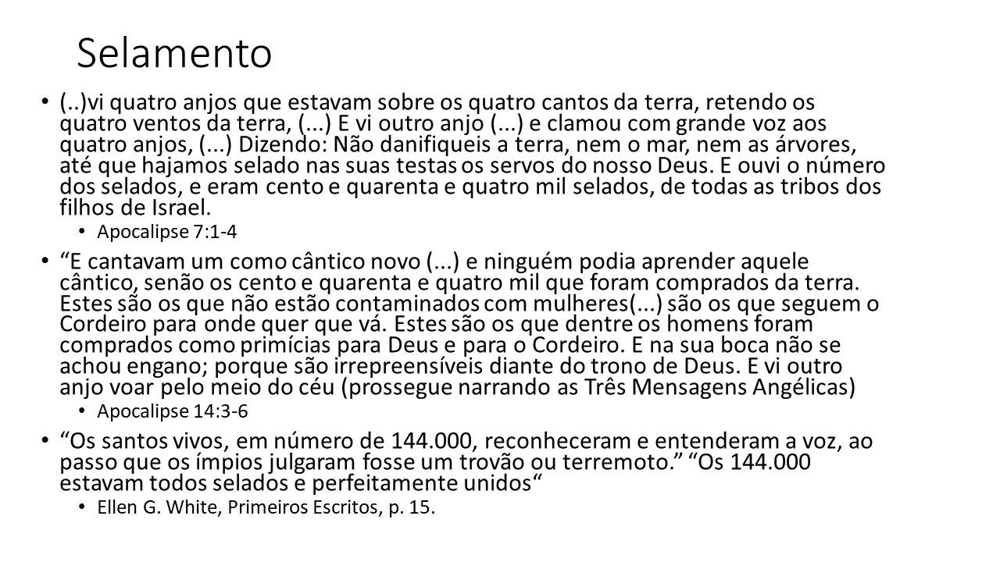 Selamento
• (..)vi quatro anjos que estavam sobre os quatro cantos da terra, retendo os
quatro ventos da terra, (...) E vi outro anjo (...) e clamou com grande voz aos
quatro anjos, (...) Dizendo: Não danifiqueis a terra, nem o mar, nem as árvores,
até que hajamos selado nas suas testas os servos do nosso Deus. E ouvi o número
dos selados, e eram cento e quarenta e quatro mil selados, de todas as tribos dos
filhos de Israel.
• Apocalipse 7:1-4
• “E cantavam um como cântico novo (...) e ninguém podia aprender aquele
cântico, senão os cento e quarenta e quatro mil que foram comprados da terra.
Estes são os que não estão contaminados com mulheres(...) são os que seguem o
Cordeiro para onde quer que vá. Estes são os que dentre os homens foram
comprados como primícias para Deus e para o Cordeiro. E na sua boca não se
achou engano; porque são irrepreensíveis diante do trono de Deus. E vi outro
anjo voar pelo meio do céu (prossegue narrando as Três Mensagens Angélicas)
• Apocalipse 14:3-6
• “Os santos vivos, em número de 144.000, reconheceram e entenderam a voz, ao
passo que os ímpios julgaram fosse um trovão ou terremoto.” “Os 144.000
estavam todos selados e perfeitamente unidos“
• Ellen G. White, Primeiros Escritos, p. 15.